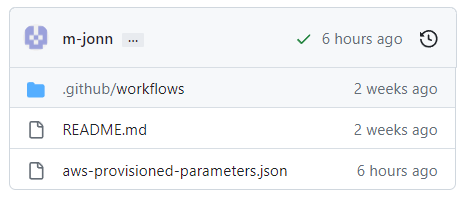 m-jonn ... 6 hours ago
.github/workflows 2 weeks ago
README.md 2 weeks ago
aws-provisioned-parameters.json 6 hours ago